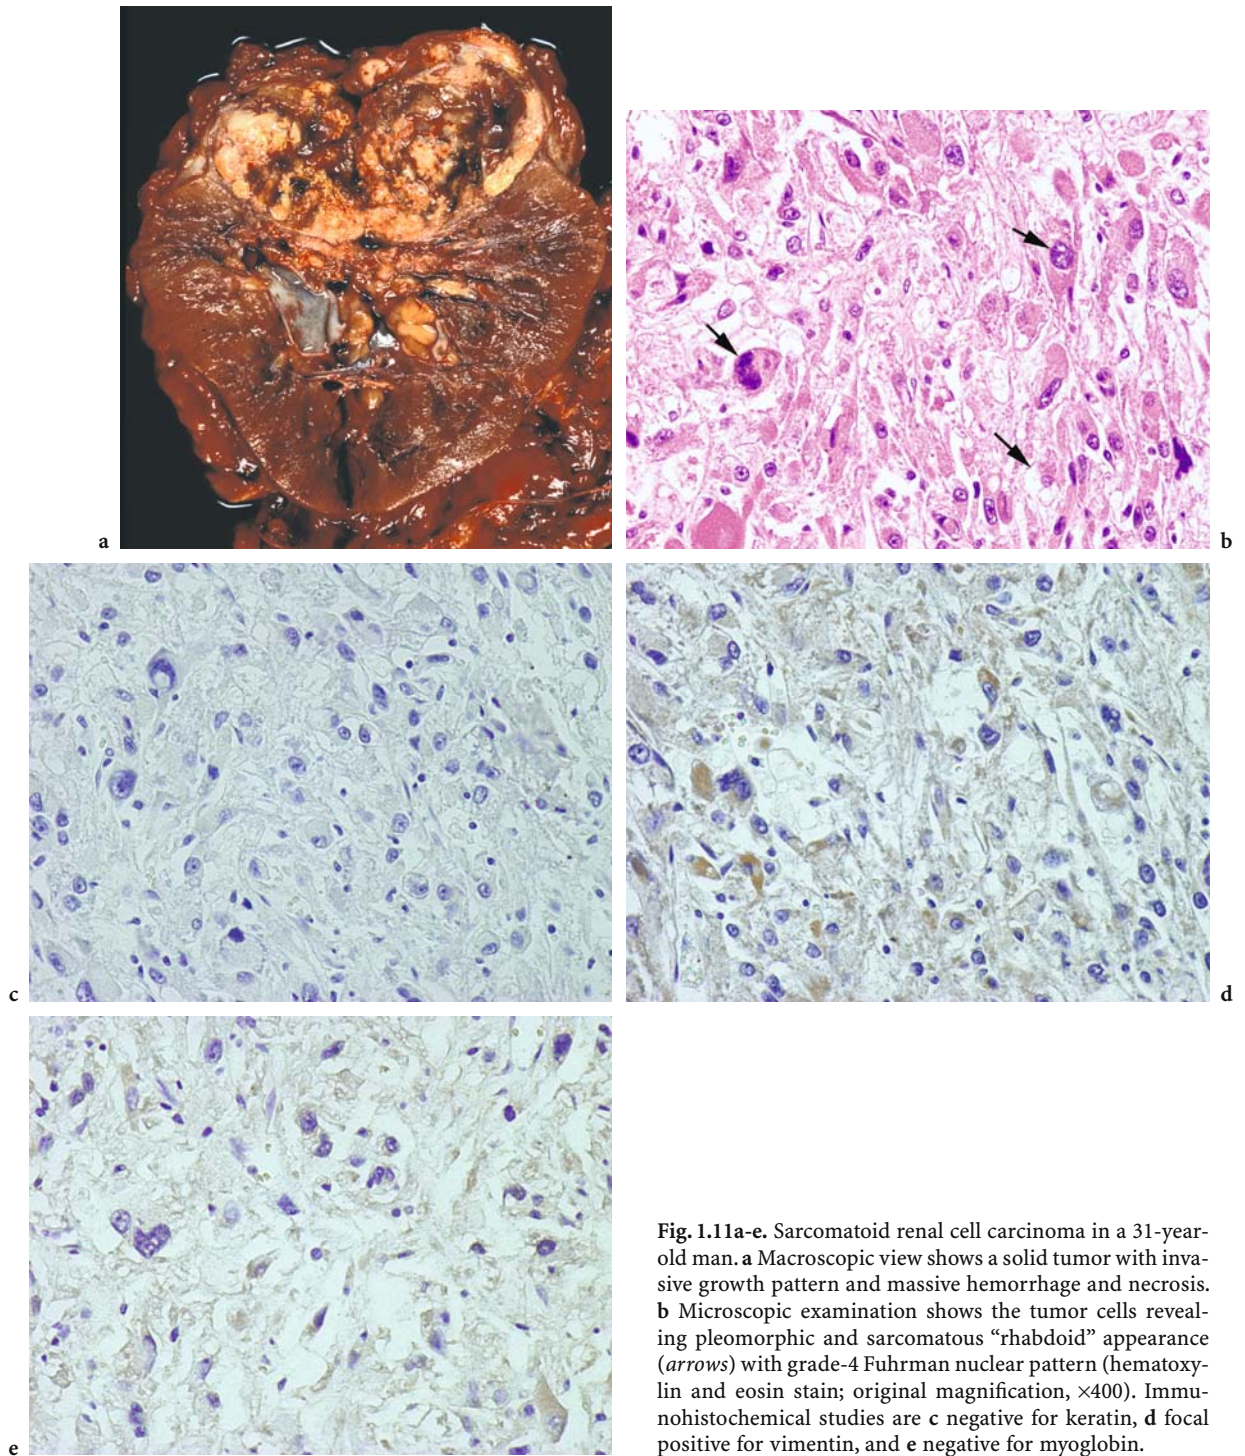 a
b
c
d
e
Fig. 1.11a-e. Sarcomatoid renal cell carcinoma in a 31-year-
old man. a Macroscopic view shows a solid tumor with inva-
sive growth pattern and massive hemorrhage and necrosis.
b Microscopic examination shows the tumor cells reveal-
ing pleomorphic and sarcomatous “rhabdoid” appearance
(arrows) with grade-4 Fuhrman nuclear pattern (hematoxy-
lin and eosin stain; original magnification, ×400). Immu-
nohistochemical studies are c negative for keratin, d focal
positive for vimentin, and e negative for myoglobin.